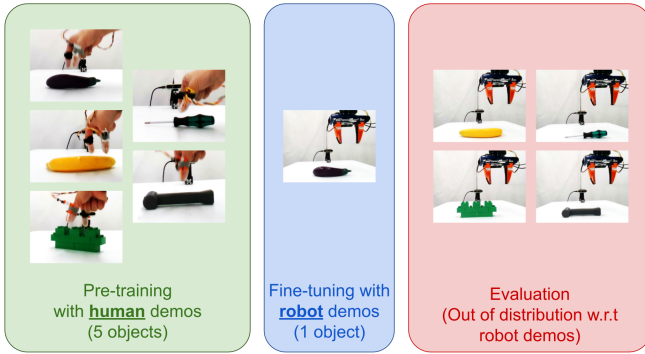 Pre-training
with human demos
(5 objects)
Fine-tuning with
robot demos
(1 object)
Evaluation
(Out of distribution w.r.t
robot demos)